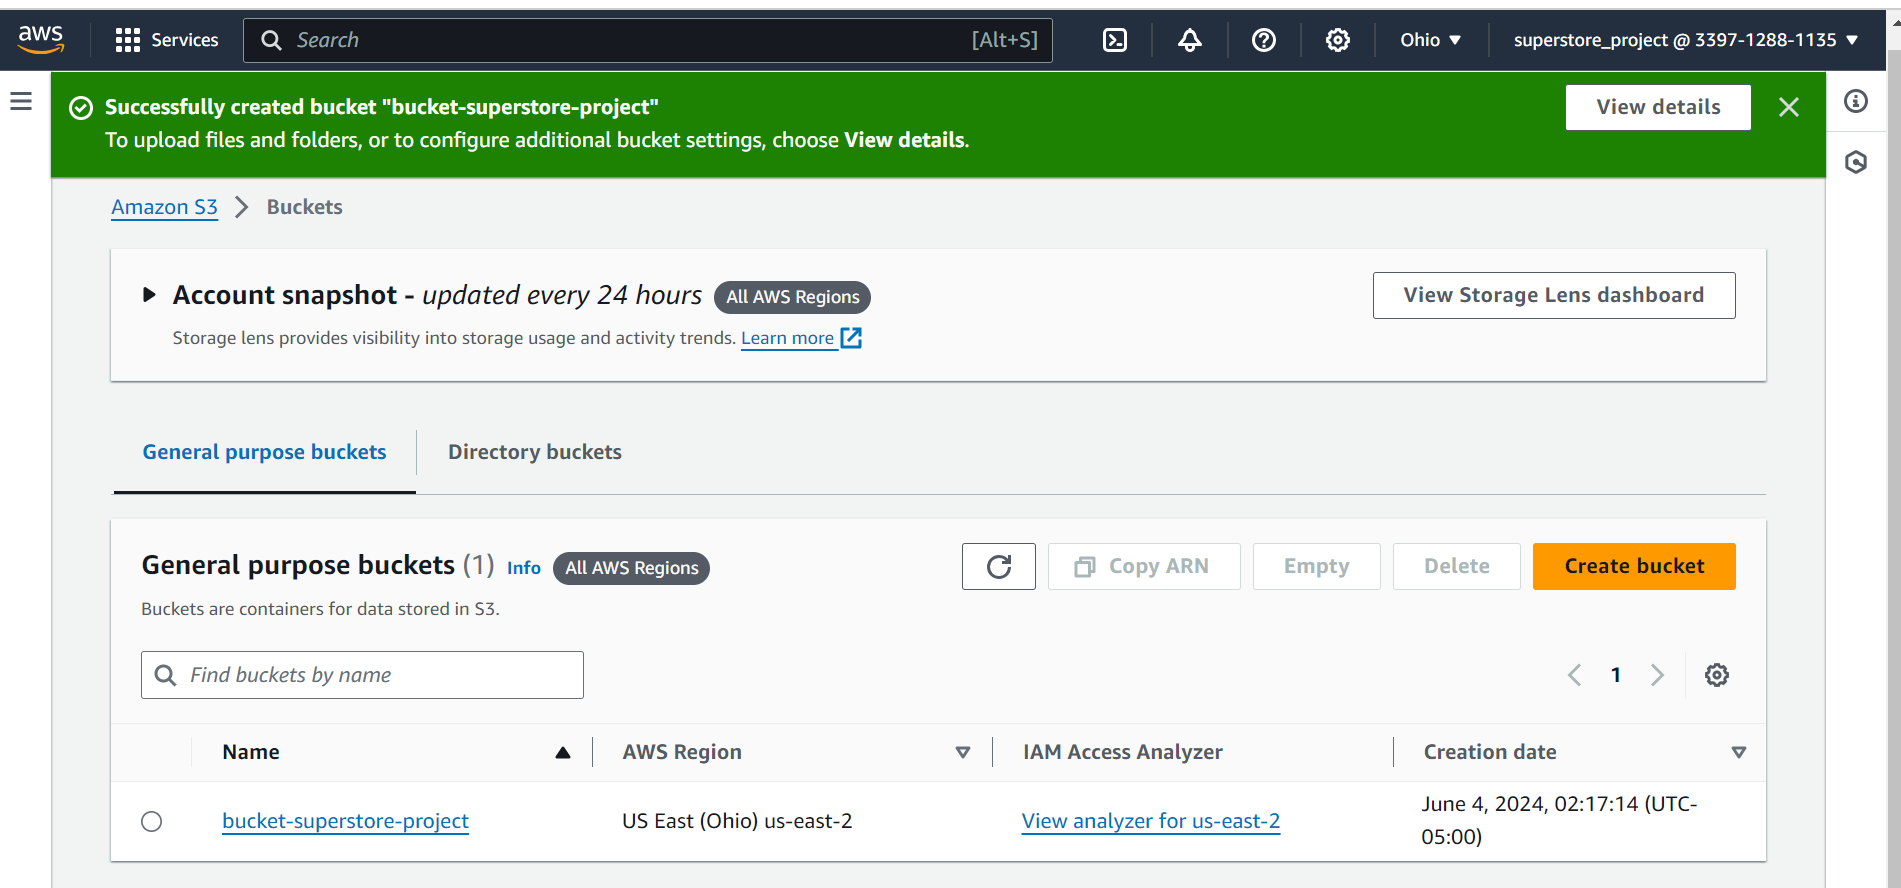 aws
Services
Search
[Alt+S]
Ohio
superstore_project @ 3397-1288-1135
Successfully created bucket "bucket-superstore-project"
To upload files and folders, or to configure additional bucket settings, choose View details.
View details
Amazon S3
Buckets
Account snapshot - updated every 24 hours
All AWS Regions
View Storage Lens dashboard
Storage lens provides visibility into storage usage and activity trends. Learn more
General purpose buckets
Directory buckets
General purpose buckets (1)
Info
All AWS Regions
Copy ARN
Empty
Delete
Create bucket
Buckets are containers for data stored in S3.
Find buckets by name
1
Name
AWS Region
IAM Access Analyzer
Creation date
bucket-superstore-project
US East (Ohio) us-east-2
View analyzer for us-east-2
June 4, 2024, 02:17:14 (UTC-
05:00)